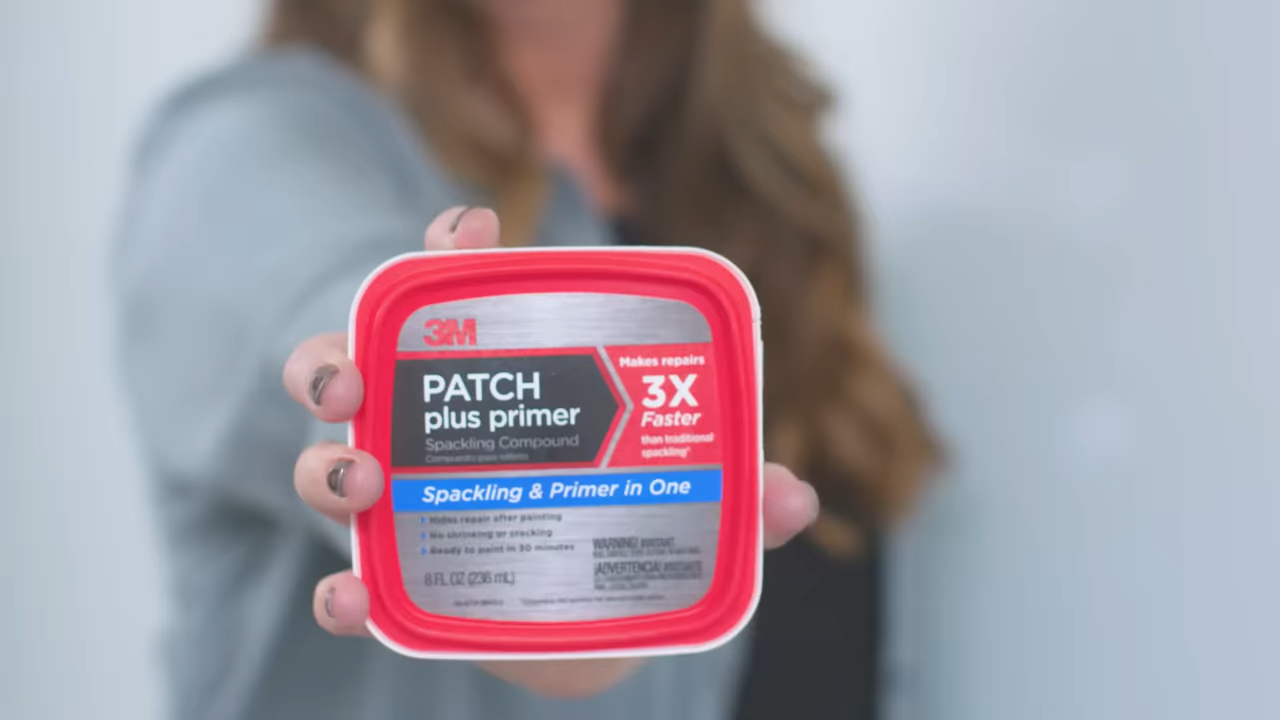 3M
PATCH
plus primer
Spackling Compound
Makes repairs
3X
Faster
than traditional
spackling*
Spackling & Primer in One
Hides repair after painting
No shrinking or cracking
Ready to paint in 30 minutes
8 FL OZ (236 mL)
WARNING! IRRITANT
¡ADVERTENCIA! IRRITANTE